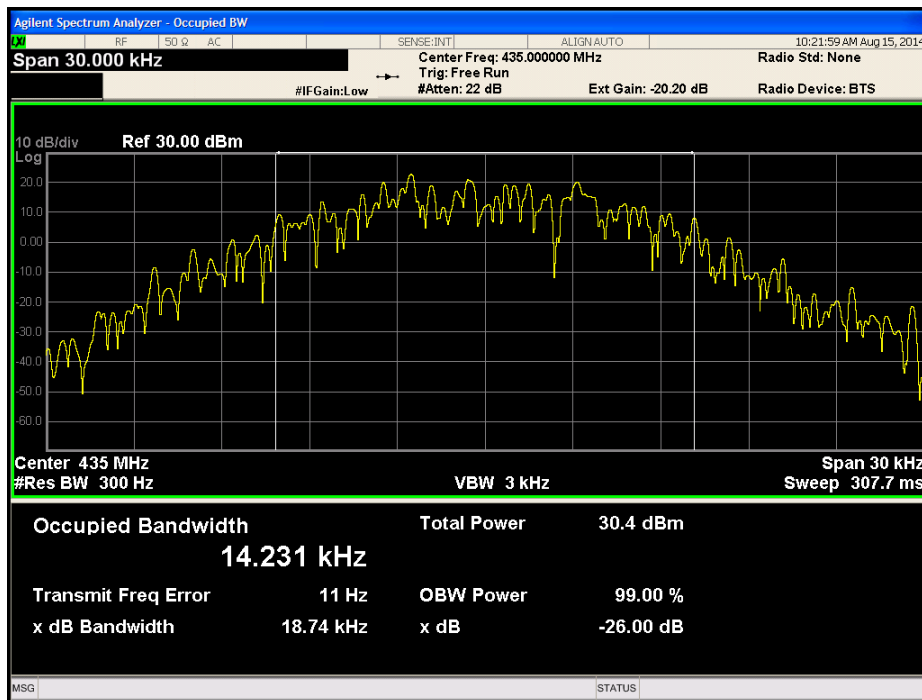 Agilent Spectrum Analyzer - Occupied BW
LXI RF 50 Ω AC SENSE:INT ALIGN AUTO 10:21:59 AM Aug 15, 2014
Span 30.000 kHz
Center Freq: 435.000000 MHz Radio Std: None
Trig: Free Run
#IFGain:Low #Atten: 22 dB Ext Gain: -20.20 dB Radio Device: BTS
10 dB/div Ref 30.00 dBm
Log
20.0
10.0
0.00
-10.0
-20.0
-30.0
-40.0
-50.0
-60.0
Center 435 MHz Span 30 kHz
#Res BW 300 Hz VBW 3 kHz Sweep 307.7 ms
Occupied Bandwidth Total Power 30.4 dBm
14.231 kHz
Transmit Freq Error 11 Hz OBW Power 99.00 %
x dB Bandwidth 18.74 kHz x dB -26.00 dB
MSG STATUS